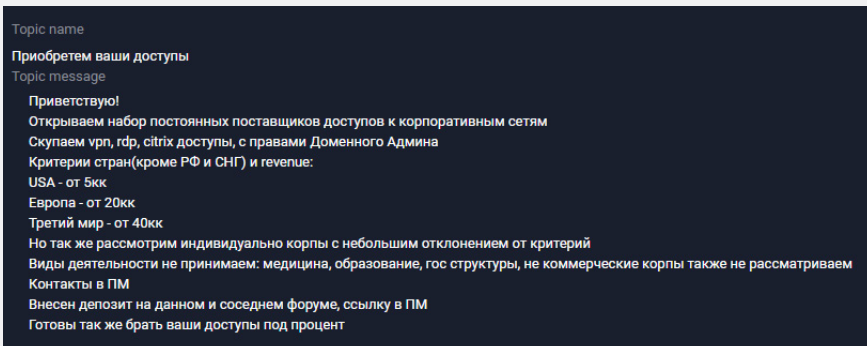 Topic name
Приобретем ваши доступы
Topic message
Приветствую!
Открываем набор постоянных поставщиков доступов к корпоративным сетям
Скупаем vpn, rdp, citrix доступы, с правами Доменного Админа
Критерии стран(кроме РФ и СНГ) и revenue:
USA - от 5кк
Европа - от 20кк
Третий мир - от 40кк
Но так же рассмотрим индивидуально корпы с небольшим отклонением от критерий
Виды деятельности не принимаем: медицина, образование, гос структуры, не коммерческие корпы также не рассматриваем
Контакты в ПМ
Внесен депозит на данном и соседнем форуме, ссылку в ПМ
Готовы так же брать ваши доступы под процент